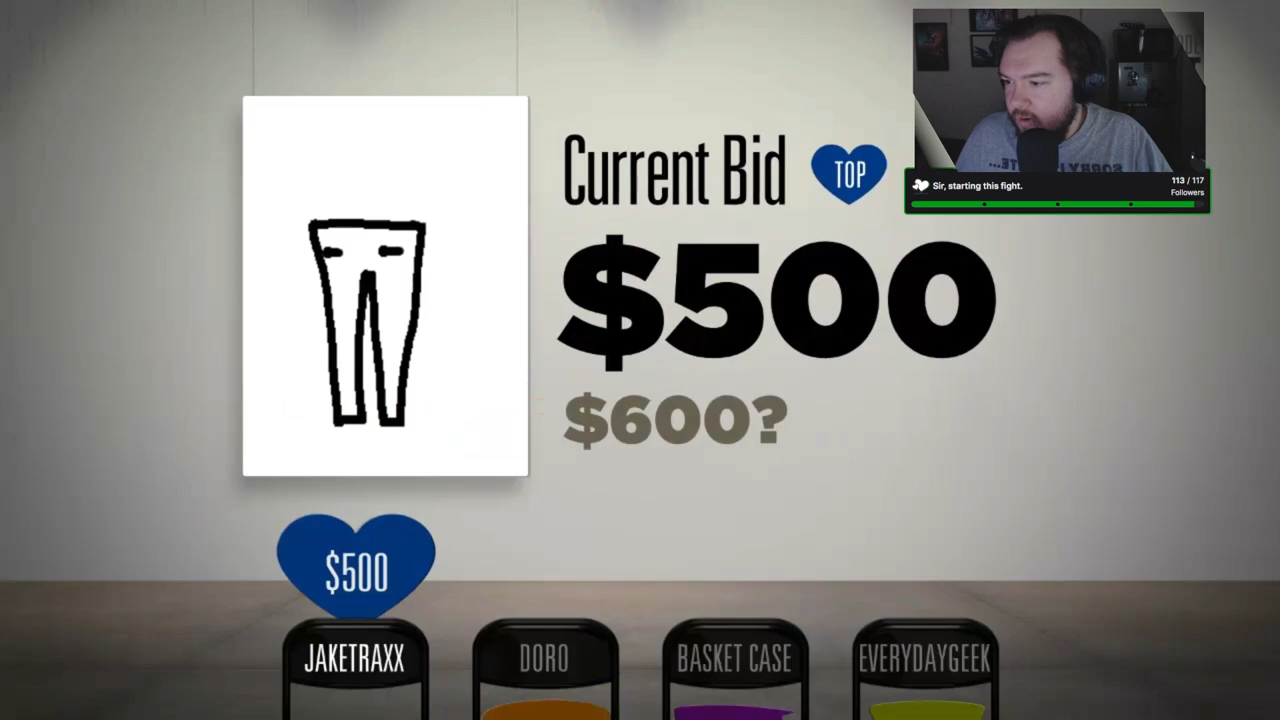 Current Bid
TOP
$500
$600?
Sir, starting this fight.
113 / 117
Followers
$500
JAKETRAXX
DORO
BASKET CASE
EVERYDAYGEEK